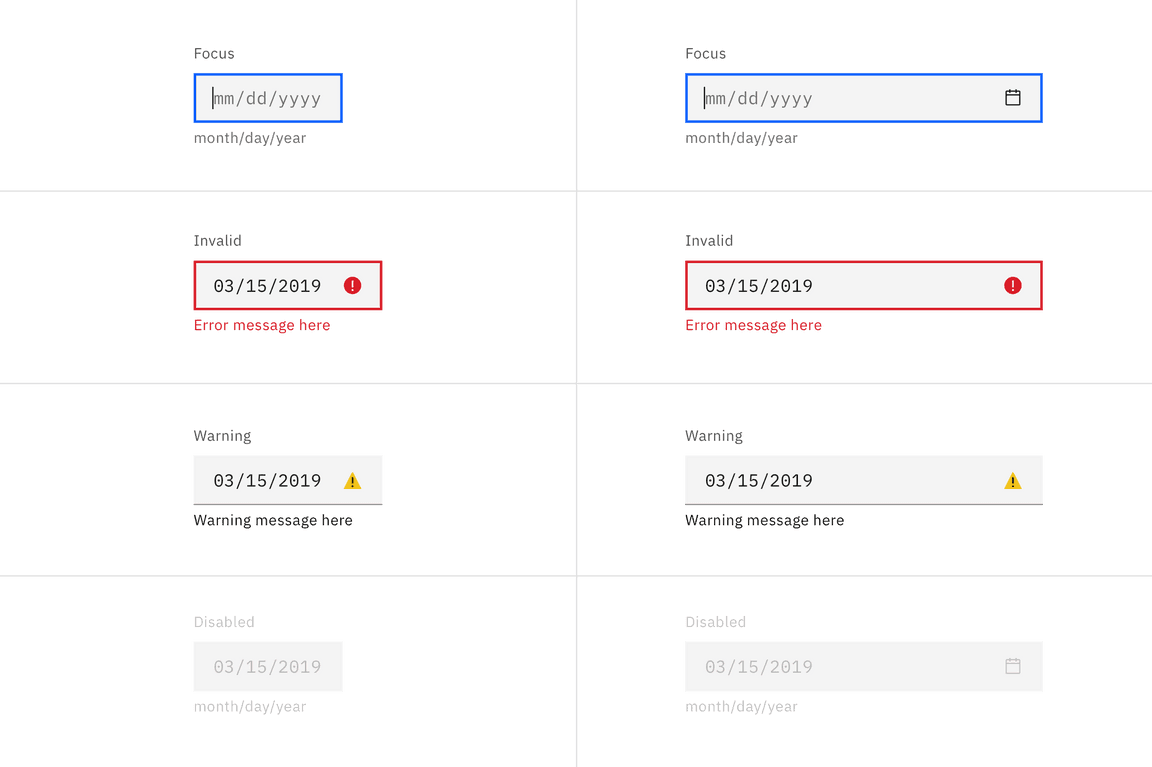 Focus
mm/dd/yyyy
month/day/year
Focus
mm/dd/yyyy
month/day/year
Invalid
03/15/2019
Error message here
Invalid
03/15/2019
Error message here
Warning
03/15/2019
Warning message here
Warning
03/15/2019
Warning message here
Disabled
03/15/2019
month/day/year
Disabled
03/15/2019
month/day/year